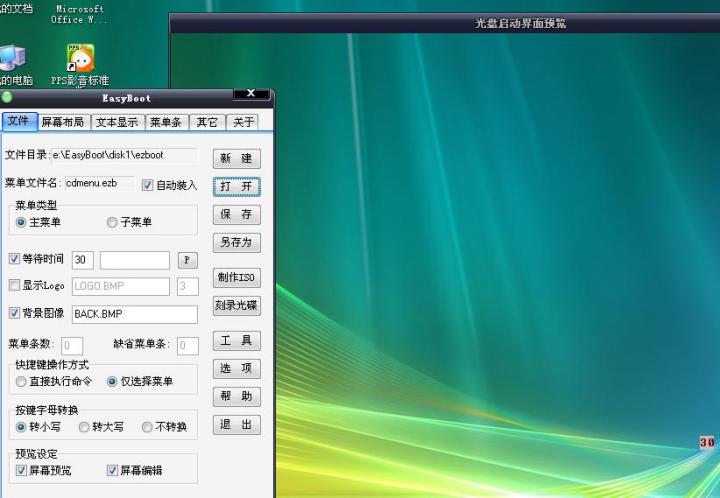 的文档
Microsoft
Office W...
光盘启动界面预览
的电脑
PPS影音标准
EasyBoot
X
文件 屏幕布局 文本显示 菜单条 其它 关于
文件目录: e:\EasyBoot\disk1\ezboot
新 建
菜单文件名: cdmenu.ezb 自动装入
打 开
菜单类型
保 存
主菜单 子菜单
另存为
等待时间 30 P
制作ISO
显示Logo LOGO.BMP 3
刻录光碟
背景图像 BACK.BMP
工 具
菜单条数: 0 缺省菜单条: 0
快捷键操作方式
选 项
直接执行命令 仅选择菜单
帮 助
按键字母转换
转小写 转大写 不转换
退 出
30
预览设定
屏幕预览 屏幕编辑